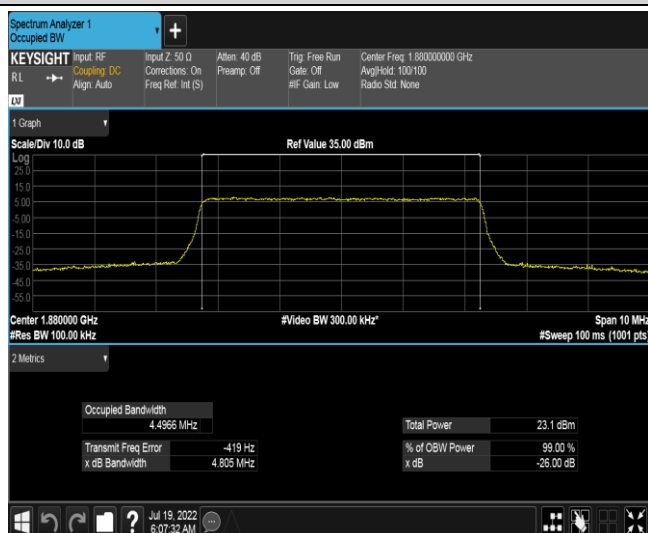 Spectrum Analyzer 1
Occupied BW
+
KEYSIGHT Input: RF Input Z: 50 Ω Atten: 40 dB Trig: Free Run Center Freq: 1.880000000 GHz
RL Coupling: DC Corrections: On Preamp: Off Gate: Off Avg|Hold: 100/100
Align: Auto Freq Ref: Int (S) #IF Gain: Low Radio Std: None
LXI
1 Graph
Scale/Div 10.0 dB Ref Value 35.00 dBm
Log
25.0
15.0
5.00
-5.00
-15.0
-25.0
-35.0
-45.0
-55.0
Center 1.880000 GHz #Video BW 300.00 kHz* Span 10 MHz
#Res BW 100.00 kHz #Sweep 100 ms (1001 pts)
2 Metrics
Occupied Bandwidth
4.4966 MHz Total Power 23.1 dBm
Transmit Freq Error -419 Hz % of OBW Power 99.00 %
x dB Bandwidth 4.805 MHz x dB -26.00 dB
? Jul 19, 2022
6:07:32 AM